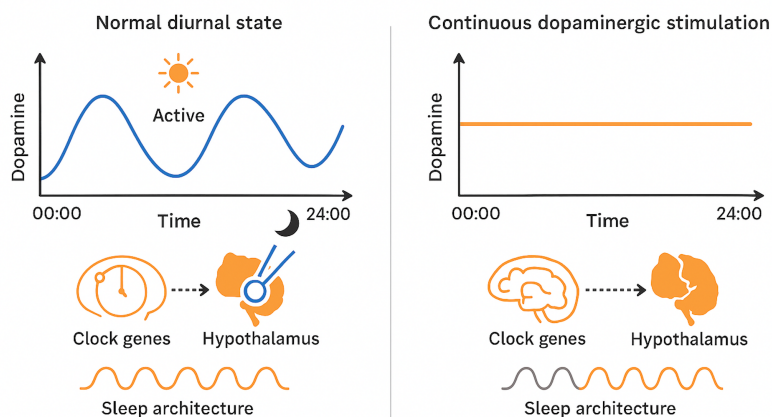 Normal diurnal state
Dopamine
Active
00:00
Time
24:00
Clock genes
Hypothalamus
Sleep architecture
Continuous dopaminergic stimulation
Dopamine
00:00
Time
24:00
Clock genes
Hypothalamus
Sleep architecture